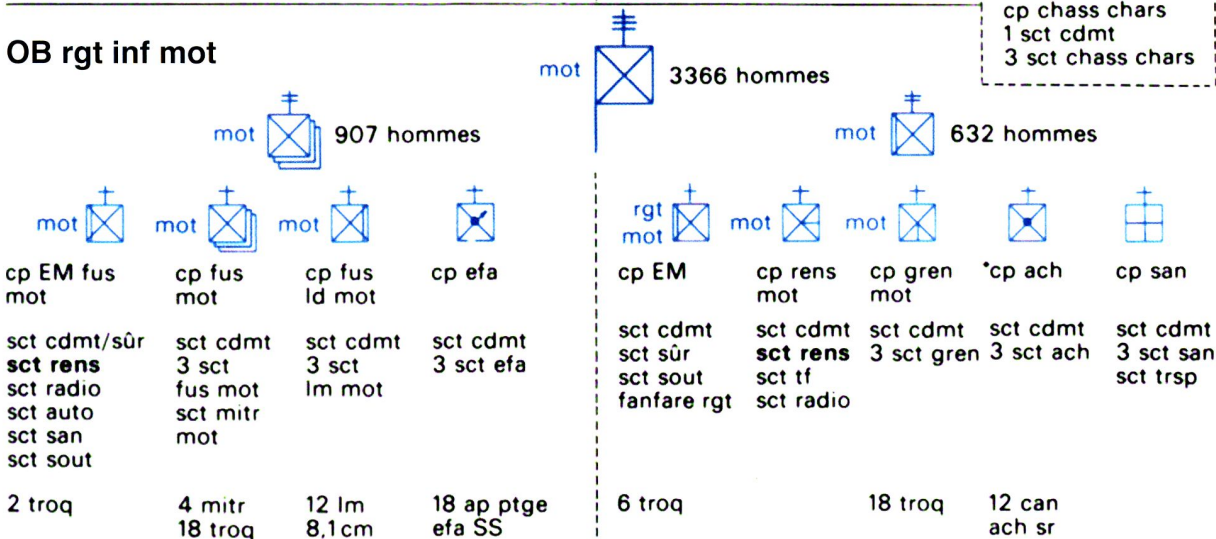 cp chass chars
1 sct cdmt
3 sct chass chars
OB rgt inf mot
mot 3366 hommes
mot 907 hommes
mot 632 hommes
mot
mot
mot
rgt
mot
mot
mot
cp EM fus
mot
sct cdmt/sûr
sct rens
sct radio
sct auto
sct san
sct sout
2 troq
cp fus
mot
sct cdmt
3 sct
fus mot
sct mitr
mot
4 mitr
18 troq
cp fus
ld mot
sct cdmt
3 sct
lm mot
12 lm
8,1cm
cp efa
sct cdmt
3 sct efa
18 ap ptge
efa SS
cp EM
sct cdmt
sct sûr
sct sout
fanfare rgt
6 troq
cp rens
mot
sct cdmt
sct rens
sct tf
sct radio
cp gren
mot
sct cdmt
3 sct gren
18 troq
*cp ach
sct cdmt
3 sct ach
12 can
ach sr
cp san
sct cdmt
3 sct san
sct trsp